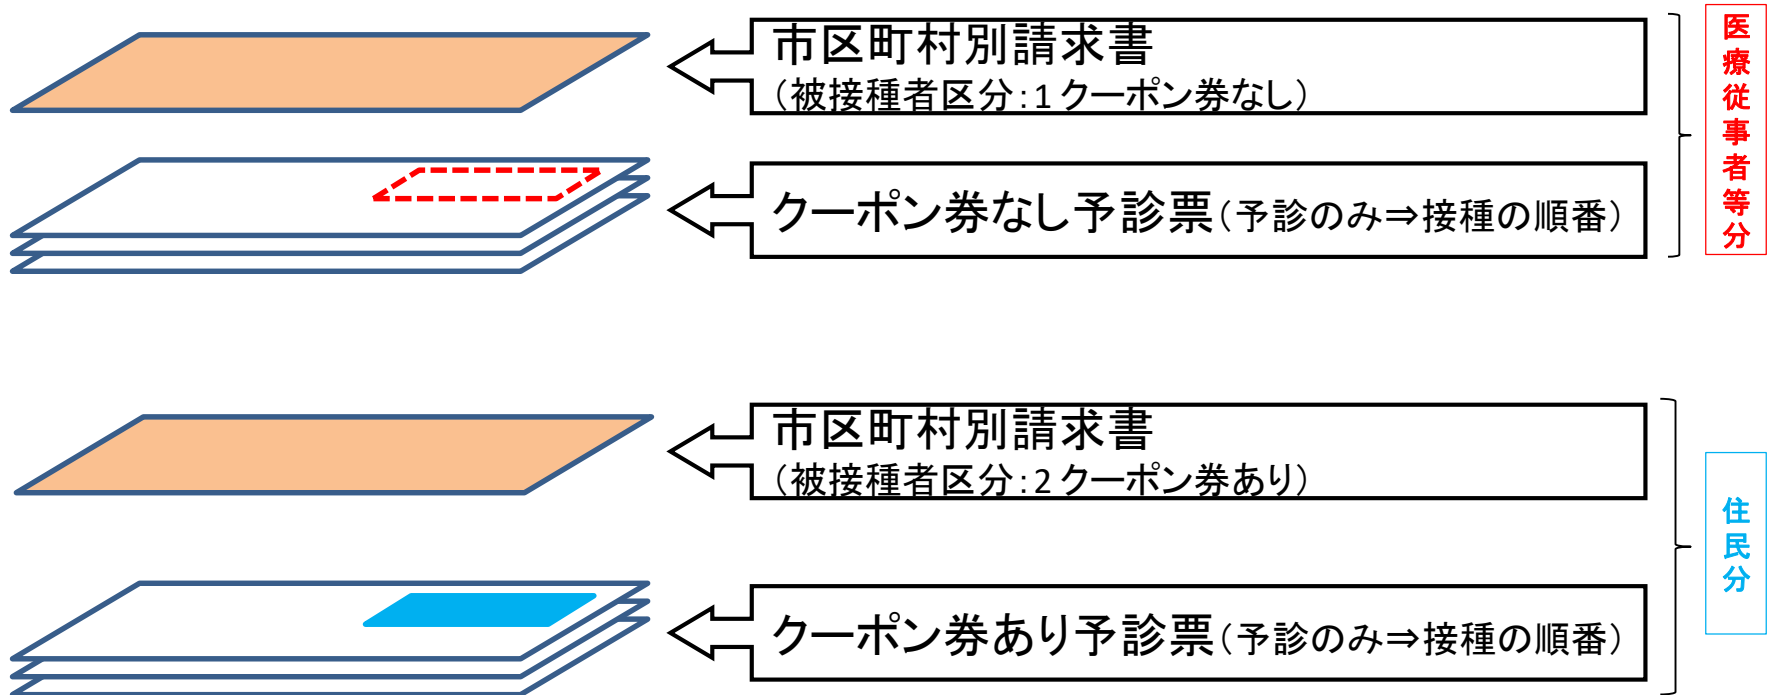 市区町村別請求書
（被接種者区分：1 クーポン券なし）
クーポン券なし予診票（予診のみ⇒接種の順番）
医療従事者等分
市区町村別請求書
（被接種者区分：2 クーポン券あり）
クーポン券あり予診票（予診のみ⇒接種の順番）
住民分